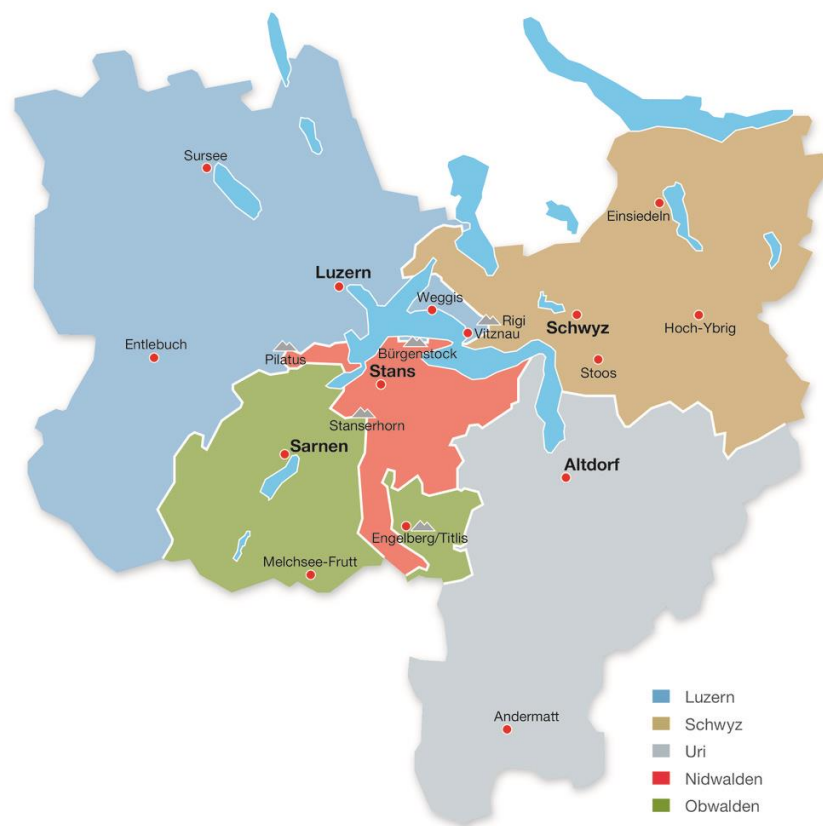 Sursee
Einsiedeln
Luzern
Weggis
Rigi
Schwyz
Hoch-Ybrig
Vitznau
Entlebuch
Pilatus
Bürgenstock
Stans
Stoos
Stanserhorn
Sarnen
Altdorf
Engelberg/Titlis
Melchsee-Frutt
Andermatt
Luzern
Schwyz
Uri
Nidwalden
Obwalden